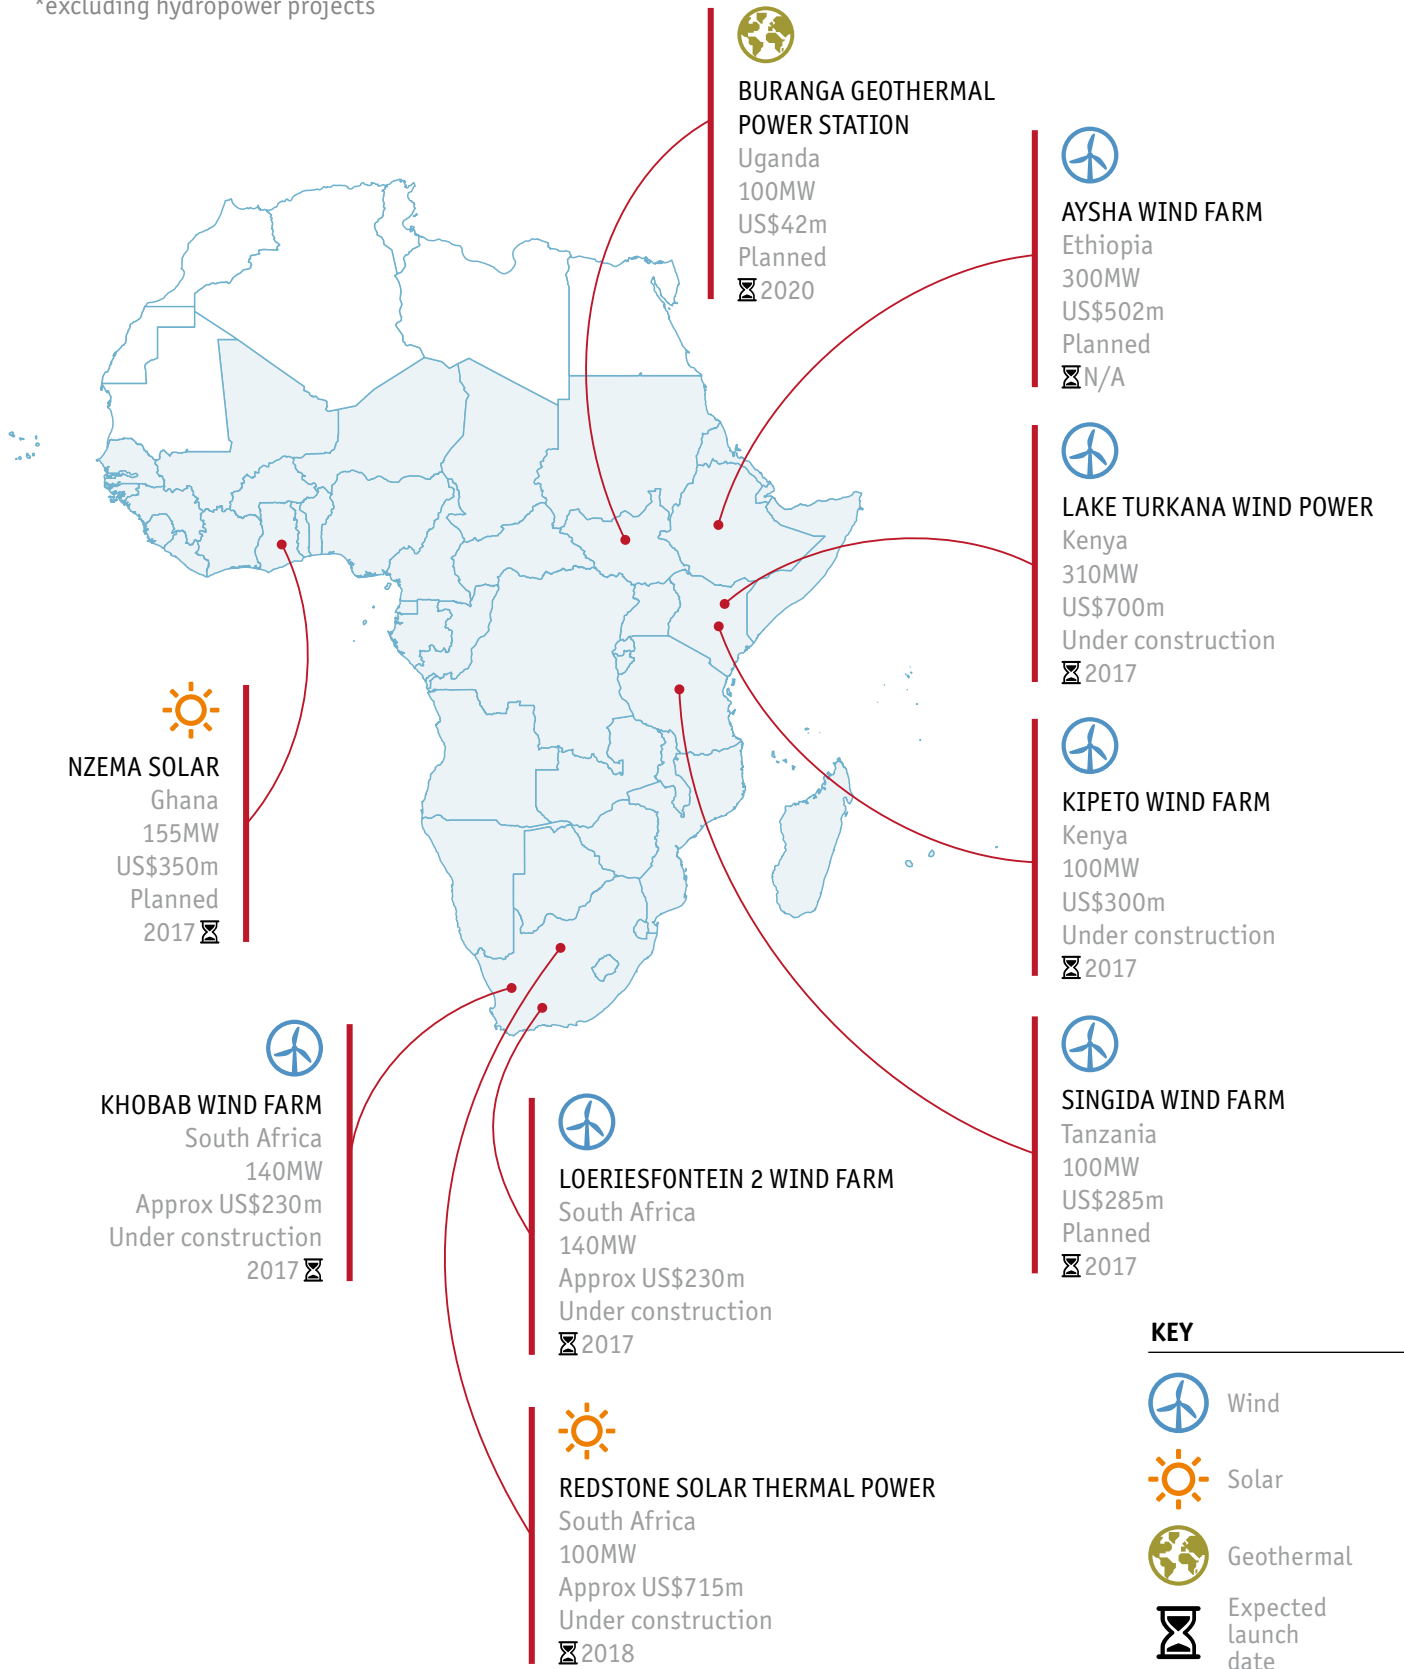 *excluding hydropower projects
BURANGA GEOTHERMAL
POWER STATION
Uganda
100MW
US$42m
Planned
2020
AYSHA WIND FARM
Ethiopia
300MW
US$502m
Planned
N/A
LAKE TURKANA WIND POWER
Kenya
310MW
US$700m
Under construction
2017
NZEMA SOLAR
Ghana
155MW
US$350m
Planned
2017
KIPETO WIND FARM
Kenya
100MW
US$300m
Under construction
2017
KHOBAB WIND FARM
South Africa
140MW
Approx US$230m
Under construction
2017
LOERIESFONTEIN 2 WIND FARM
South Africa
140MW
Approx US$230m
Under construction
2017
SINGIDA WIND FARM
Tanzania
100MW
US$285m
Planned
2017
REDSTONE SOLAR THERMAL POWER
South Africa
100MW
Approx US$715m
Under construction
2018
KEY
Wind
Solar
Geothermal
Expected
launch
date